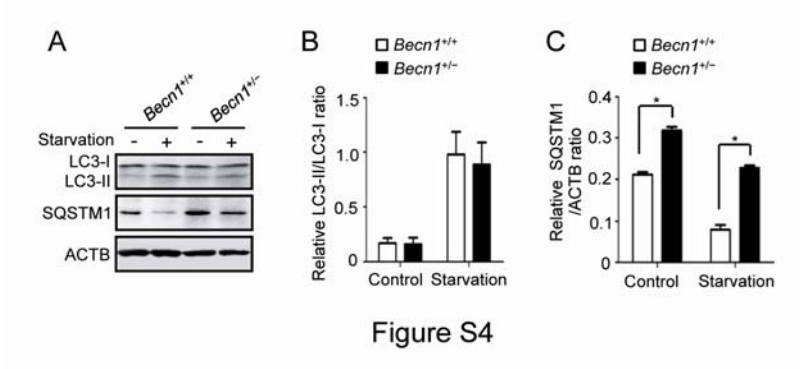 A
Becn1+/+ Becn1+/−
Starvation - + - +
LC3-I
LC3-II
SQSTM1
ACTB
B
Becn1+/+
Becn1+/−
Relative LC3-II/LC3-I ratio
1.5
1.0
0.5
0
Control Starvation
C
Becn1+/+
Becn1+/−
Relative SQSTM1
/ACTB ratio
0.4
0.3
0.2
0.1
0
* *
Control Starvation
Figure S4